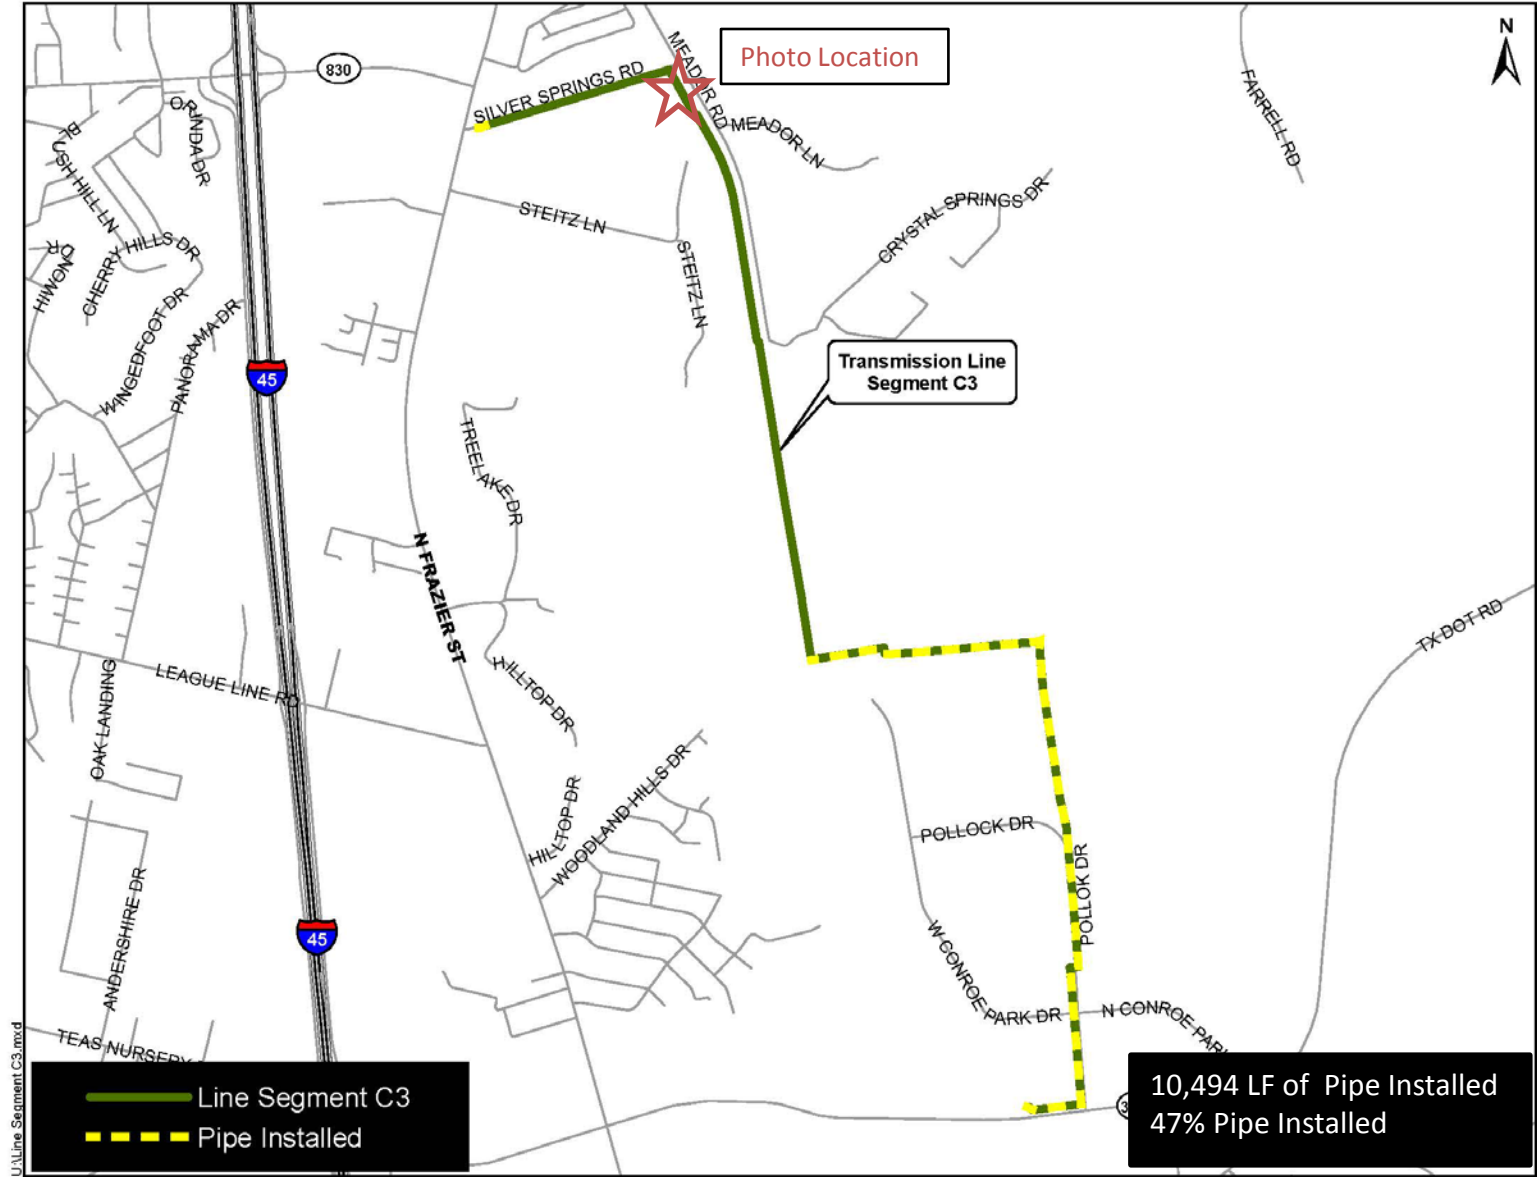 N
Photo Location
830
MEADOR RD
SILVER SPRINGS RD
MEADOR LN
FARRELL RD
ORINDA DR
BLUSH HILL LN
STEITZ LN
CRYSTAL SPRINGS DR
CHERRY HILLS DR
HIWON DR
STEITZ LN
WINGEDFOOT DR
PANORAMA DR
45
Transmission Line
Segment C3
TREELAKE DR
N FRAZIER ST
TX DOT RD
LEAGUE LINE RD
HILLTOP DR
OAK LANDING
WOODLAND HILLS DR
HILLTOP DR
POLLOCK DR
POLLOK DR
ANDERSHIRE DR
45
W CONROE PARK DR
N CONROE PARK
TEAS NURSERY
Line Segment C3
Pipe Installed
10,494 LF of Pipe Installed
47% Pipe Installed
U:\Line Segment C3.mxd